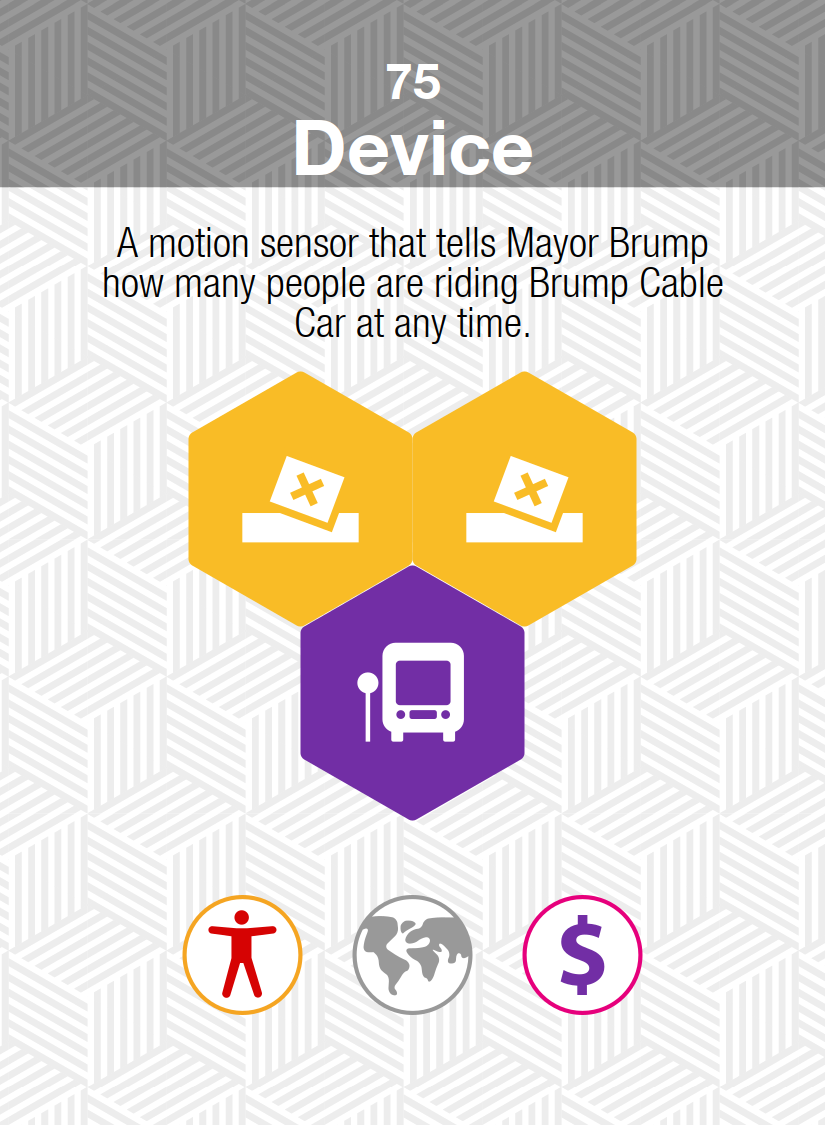 75
Device
A motion sensor that tells Mayor Brump
how many people are riding Brump Cable
Car at any time.
$